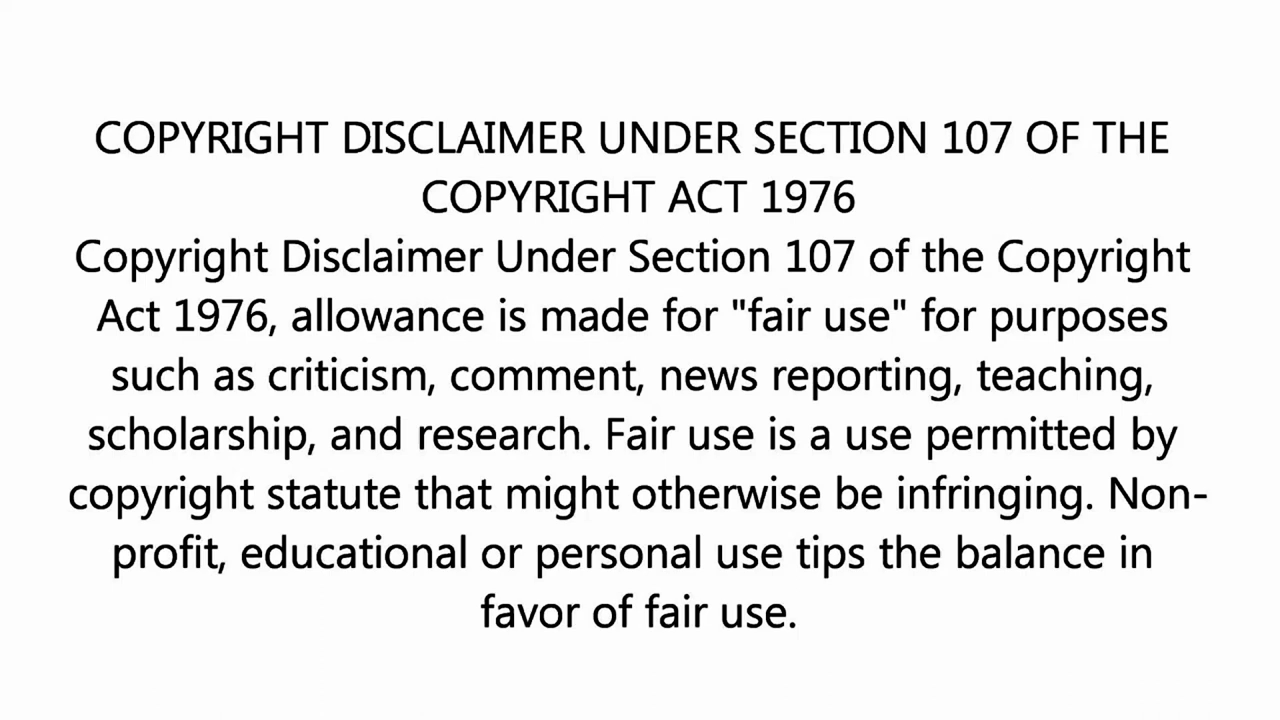 COPYRIGHT DISCLAIMER UNDER SECTION 107 OF THE
COPYRIGHT ACT 1976
Copyright Disclaimer Under Section 107 of the Copyright
Act 1976, allowance is made for "fair use" for purposes
such as criticism, comment, news reporting, teaching,
scholarship, and research. Fair use is a use permitted by
copyright statute that might otherwise be infringing. Non-
profit, educational or personal use tips the balance in
favor of fair use.